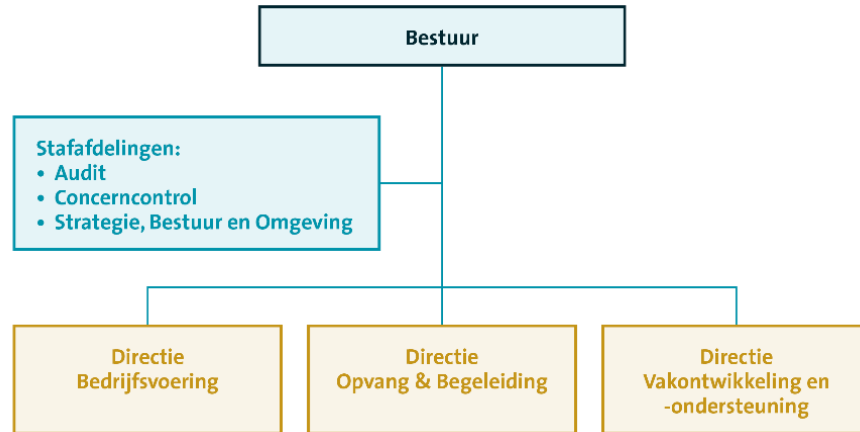 Bestuur
Stafafdelingen:
• Audit
• Concerncontrol
• Strategie, Bestuur en Omgeving
Directie
Bedrijfsvoering
Directie
Opvang & Begeleiding
Directie
Vakontwikkeling en
-ondersteuning